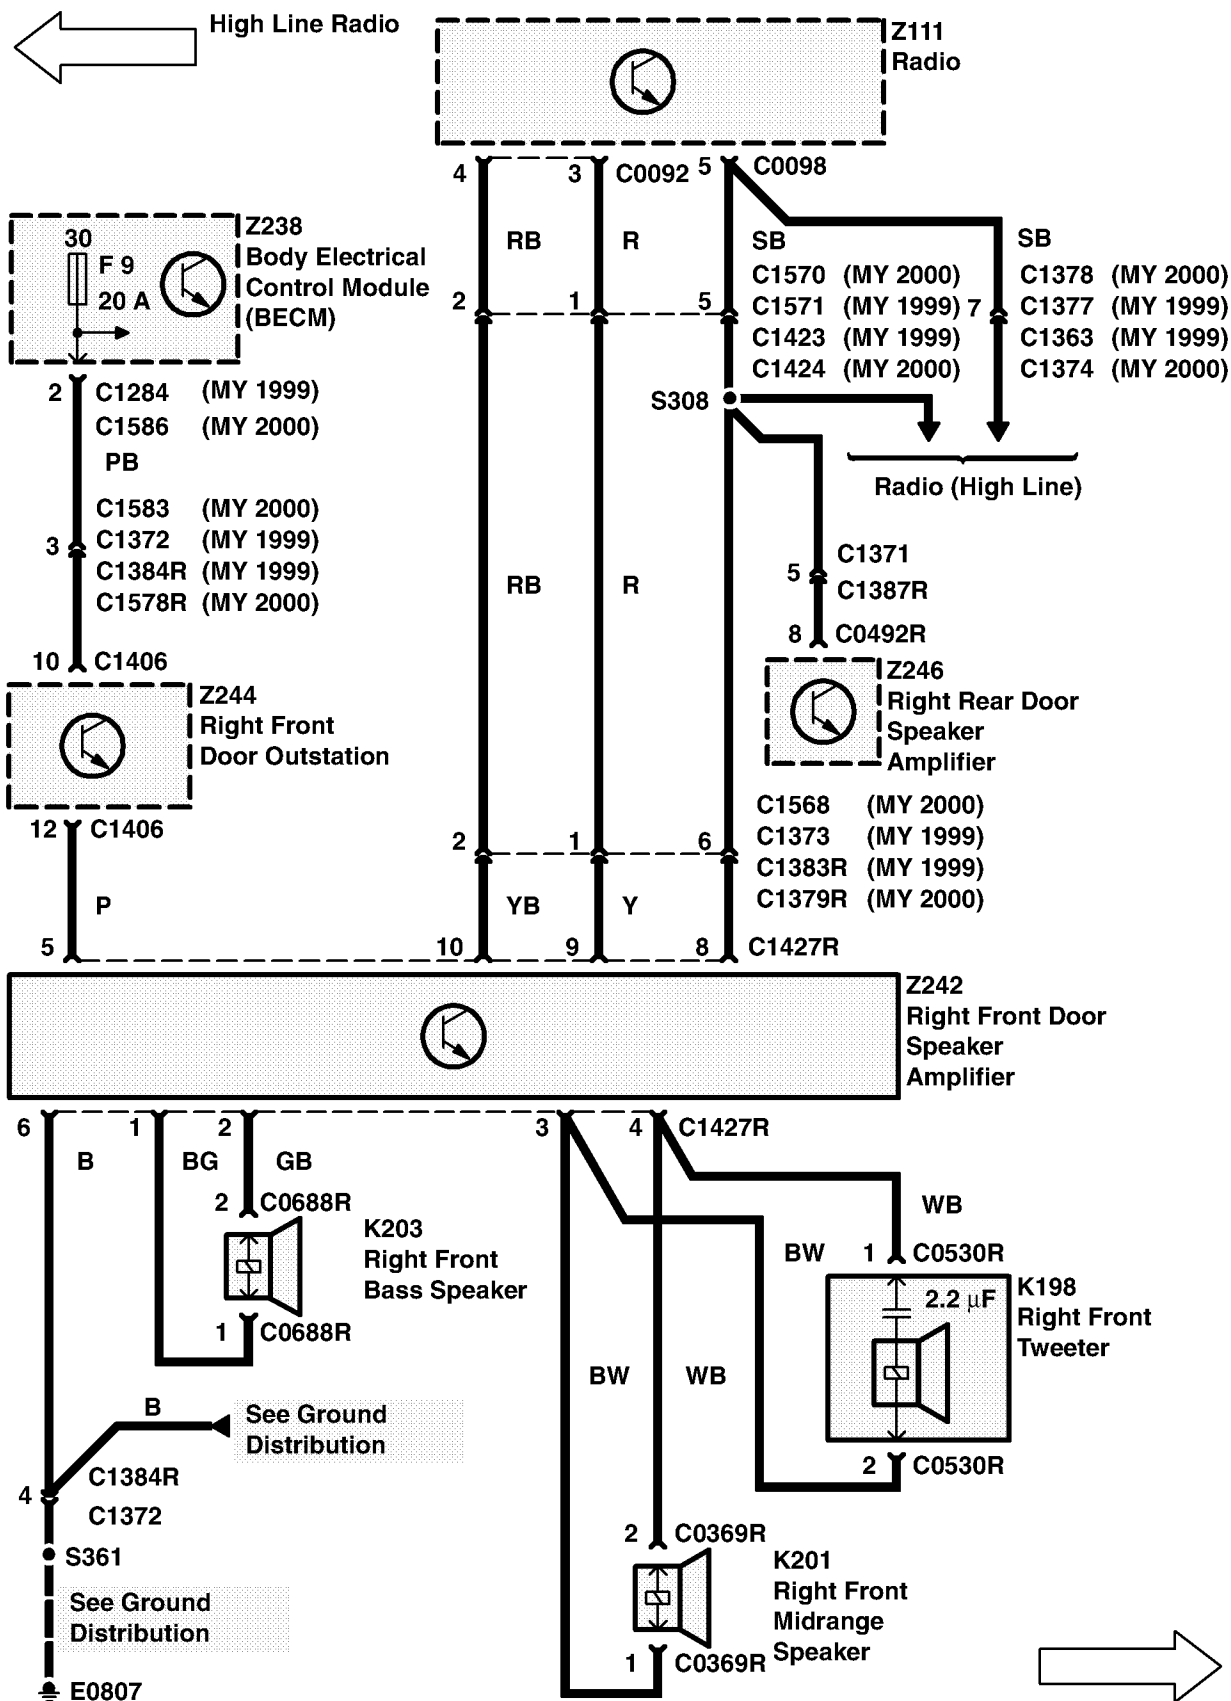 High Line Radio
Z111
Radio
4
3
C0092
5
C0098
RB
R
SB
SB
C1570 (MY 2000)
C1571 (MY 1999)
C1423 (MY 1999)
C1424 (MY 2000)
C1378 (MY 2000)
7
C1377 (MY 1999)
C1363 (MY 1999)
C1374 (MY 2000)
2
1
5
S308
Radio (High Line)
Z238
Body Electrical
Control Module
(BECM)
30
F 9
20 A
2
C1284 (MY 1999)
C1586 (MY 2000)
PB
C1583 (MY 2000)
3
C1372 (MY 1999)
C1384R (MY 1999)
C1578R (MY 2000)
RB
R
5
C1371
C1387R
8
C0492R
10
C1406
Z244
Right Front
Door Outstation
Z246
Right Rear Door
Speaker
Amplifier
12
C1406
2
1
6
C1568 (MY 2000)
C1373 (MY 1999)
C1383R (MY 1999)
C1379R (MY 2000)
P
YB
Y
5
10
9
8
C1427R
Z242
Right Front Door
Speaker
Amplifier
6
1
2
3
4
C1427R
B
BG
GB
2
C0688R
K203
Right Front
Bass Speaker
1
C0688R
WB
BW
1
C0530R
2.2 µF
K198
Right Front
Tweeter
BW
WB
2
C0530R
B
See Ground
Distribution
C1384R
4
C1372
S361
See Ground
Distribution
E0807
2
C0369R
K201
Right Front
Midrange
Speaker
1
C0369R